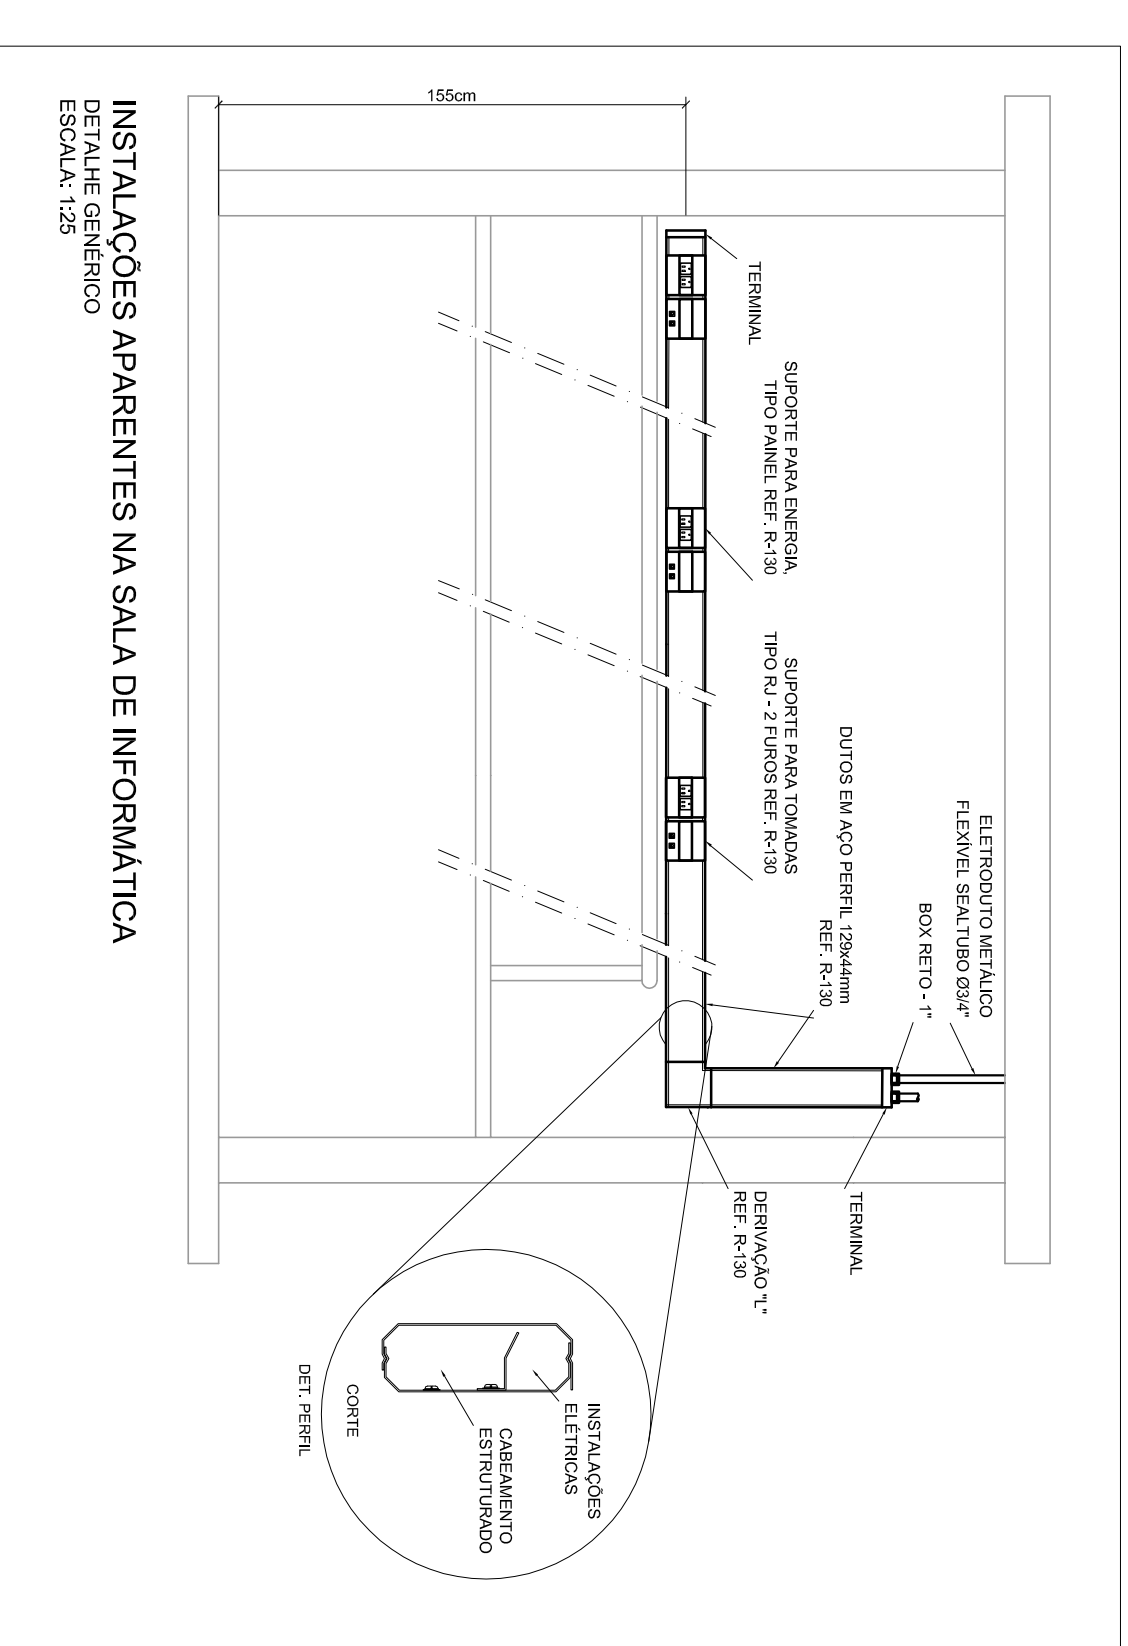 155cm
ELETRODUTO METÁLICO
FLEXÍVEL SEALTUBO Ø3/4"
BOX RETO - 1"
DUTOS EM AÇO PERFIL 129x44mm
REF. R-130
TERMINAL
SUPORTE PARA ENERGIA,
TIPO PAINEL REF. R-130
SUPORTE PARA TOMADAS
TIPO RJ - 2 FUROS REF. R-130
TERMINAL
DERIVAÇÃO "L"
REF. R-130
INSTALAÇÕES
ELÉTRICAS
CABEAMENTO
ESTRUTURADO
CORTE
DET. PERFIL
INSTALAÇÕES APARENTES NA SALA DE INFORMÁTICA
DETALHE GENÉRICO
ESCALA: 1:25